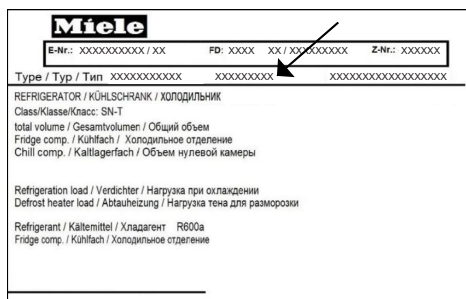 Miele
E-Nr.: XXXXXXXXXX / XX FD: XXXX XX / XXXXXXXXX Z-Nr.: XXXXXX
Type / Typ / Тип XXXXXXXXXXX XXXXXXXXX XXXXXXXXXXXXXXXXXX
REFRIGERATOR / KÜHLSCHRANK / ХОЛОДИЛЬНИК
Class/Klasse/Класс: SN-T
total volume / Gesamtvolumen / Общий объем
Fridge comp. / Kühlfach / Холодильное отделение
Chill comp. / Kaltlagerfach / Объем нулевой камеры
Refrigeration load / Verdichter / Нагрузка при охлаждении
Defrost heater load / Abtauheizung / Нагрузка тена для разморозки
Refrigerant / Kältemittel / Хладагент R600a
Fridge comp. / Kühlfach / Холодильное отделение